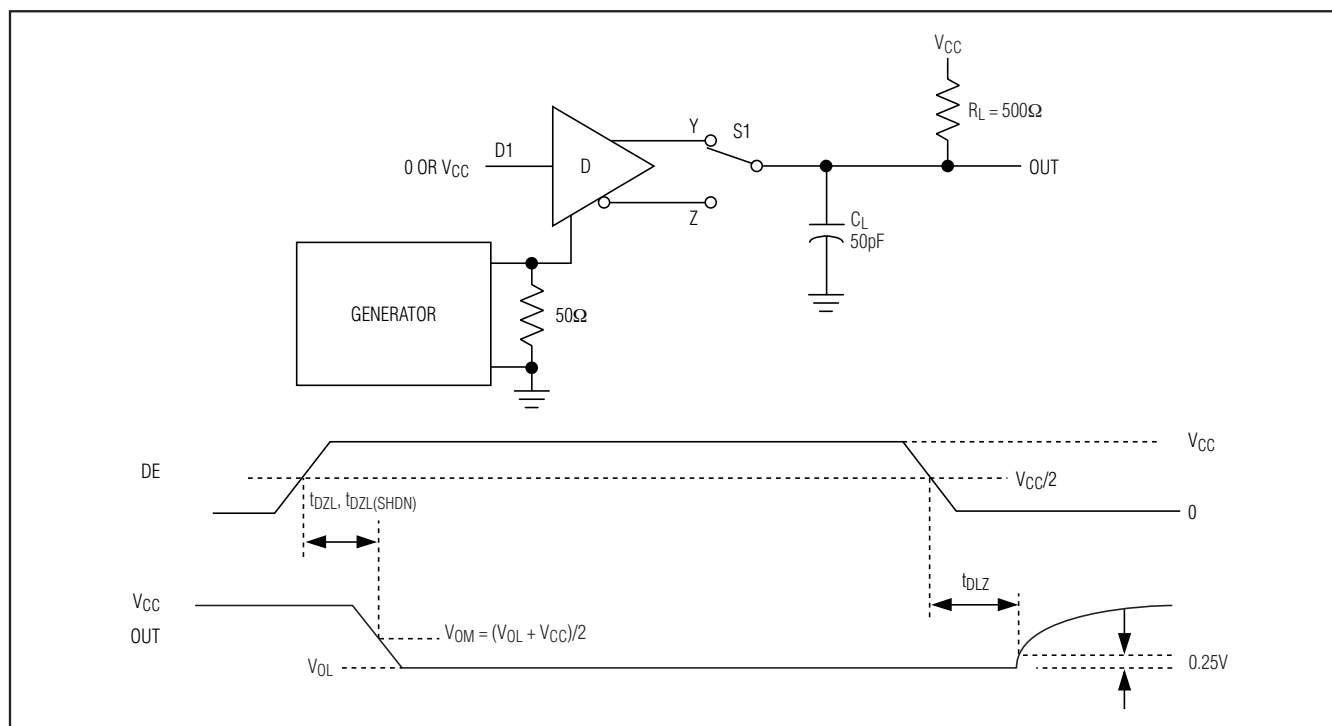 VCC
RL = 500Ω
Y
S1
D1
0 OR VCC
D
OUT
Z
CL
50pF
GENERATOR
50Ω
VCC
DE
VCC/2
tDZL, tDZL(SHDN)
0
tDLZ
VCC
OUT
VOM = (VOL + VCC)/2
VOL
0.25V